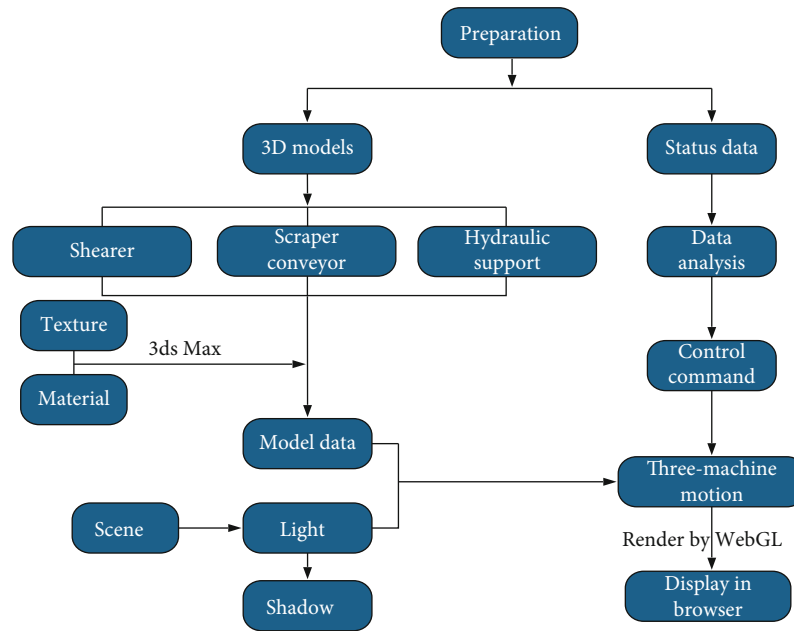 Preparation
3D models
Status data
Shearer
Scraper
conveyor
Hydraulic
support
Data
analysis
Texture
3ds Max
Material
Control
command
Model data
Three-machine
motion
Scene
Light
Render by WebGL
Shadow
Display in
browser